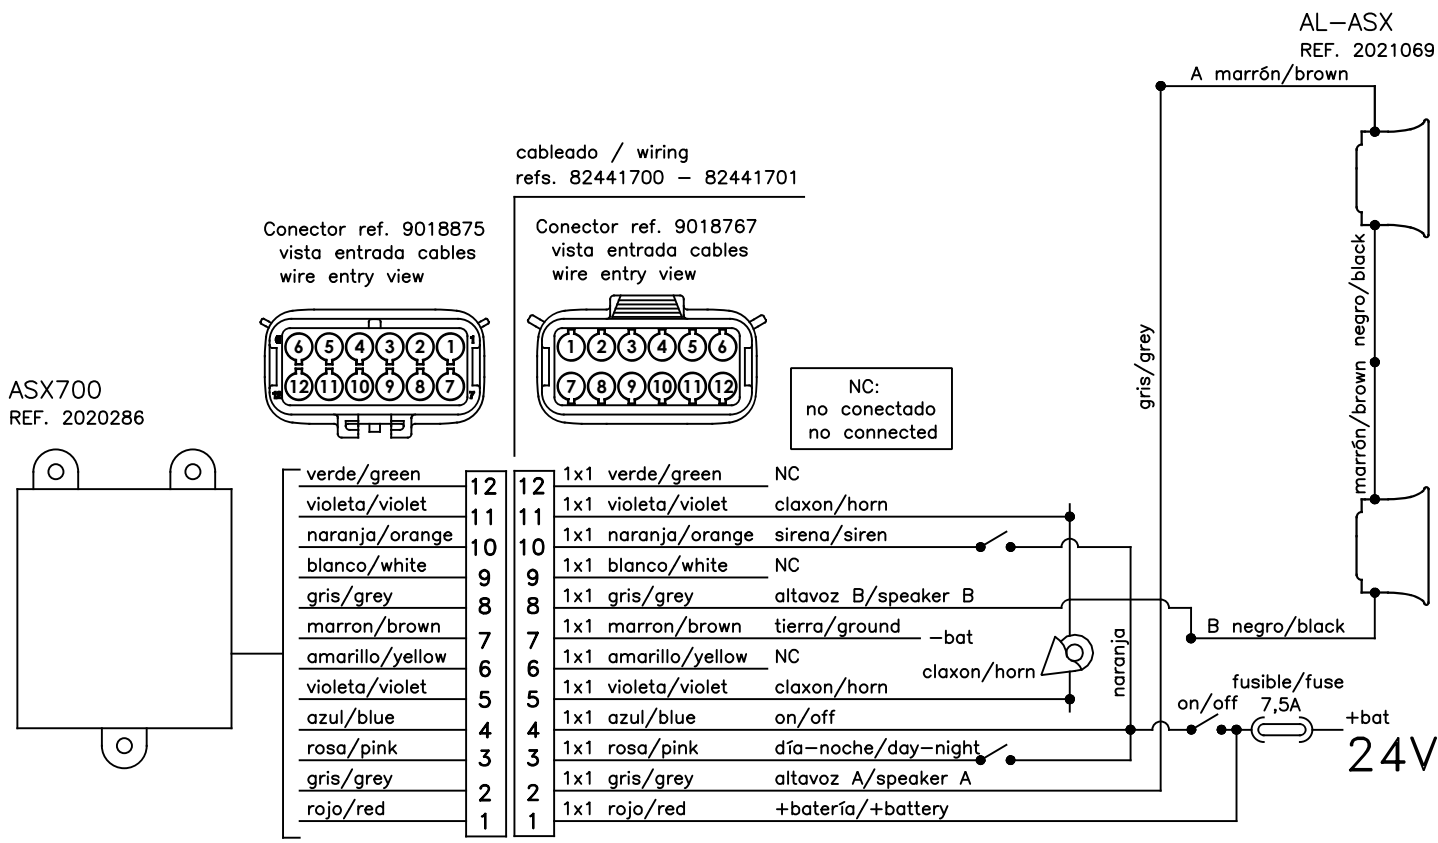 AL-ASX
REF. 2021069
A marrón/brown
cableado / wiring
refs. 82441700 - 82441701
Conector ref. 9018875
vista entrada cables
wire entry view
Conector ref. 9018767
vista entrada cables
wire entry view
6 5 4 3 2 1
12 11 10 9 8 7
6 1
12 7
1 2 3 4 5 6
7 8 9 10 11 12
negro/black
marrón/brown
gris/grey
NC:
no conectado
no connected
ASX700
REF. 2020286
verde/green 12 12 1x1 verde/green NC
violeta/violet 11 11 1x1 violeta/violet claxon/horn
naranja/orange 10 10 1x1 naranja/orange sirena/siren
blanco/white 9 9 1x1 blanco/white NC
gris/grey 8 8 1x1 gris/grey altavoz B/speaker B
marron/brown 7 7 1x1 marron/brown tierra/ground -bat
B negro/black
amarillo/yellow 6 6 1x1 amarillo/yellow NC
claxon/horn
naranja
violeta/violet 5 5 1x1 violeta/violet claxon/horn
fusible/fuse
on/off 7,5A
azul/blue 4 4 1x1 azul/blue on/off
+bat
24V
rosa/pink 3 3 1x1 rosa/pink día-noche/day-night
gris/grey 2 2 1x1 gris/grey altavoz A/speaker A
rojo/red 1 1 1x1 rojo/red +batería/+battery